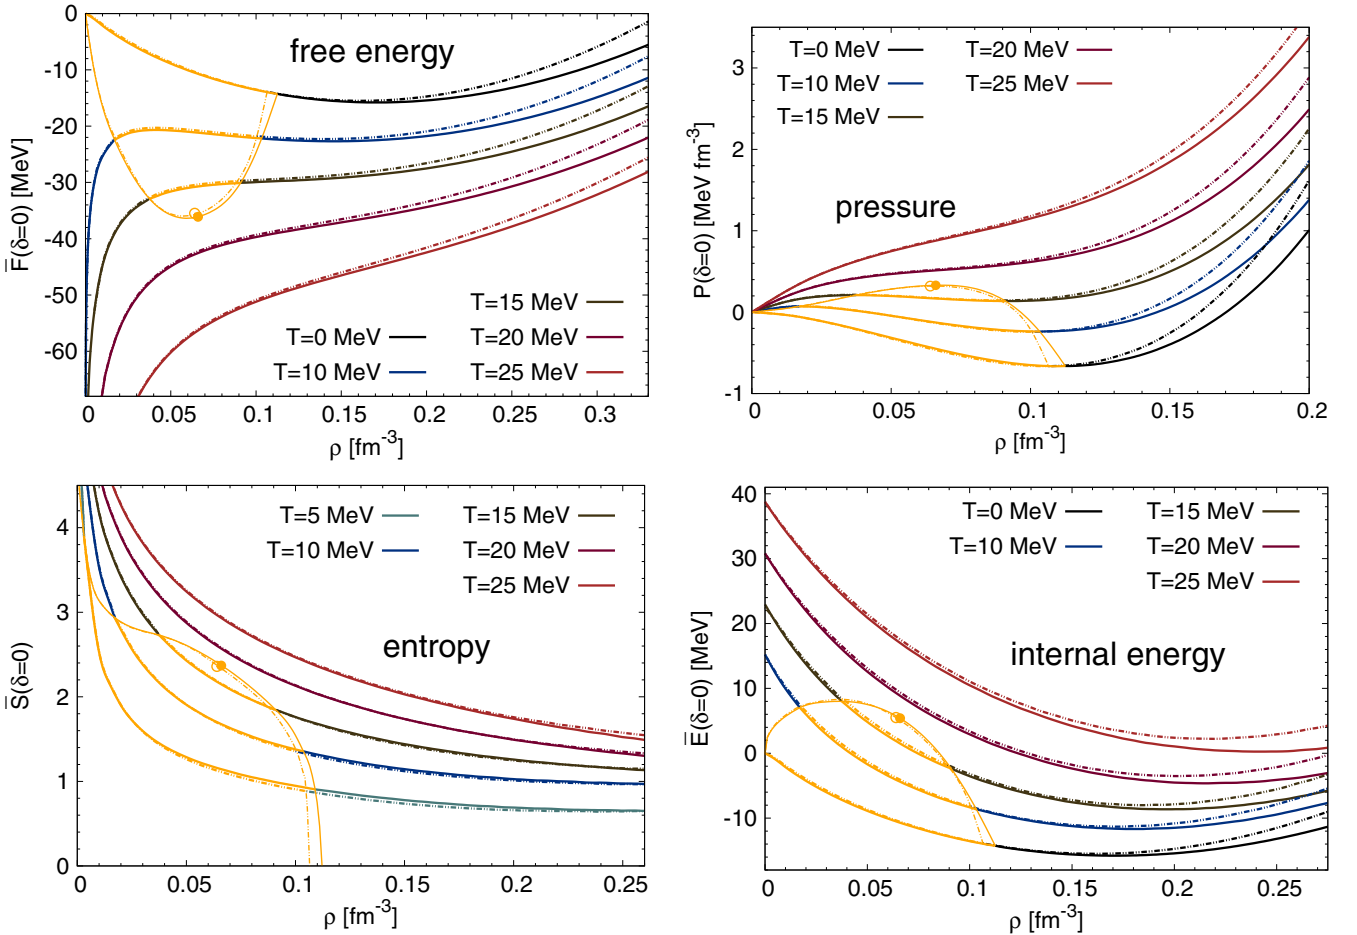 0
-10
-20
-30
-40
-50
-60
F̅(δ=0) [MeV]
free energy
T=15 MeV
T=0 MeV
T=20 MeV
T=10 MeV
T=25 MeV
0 0.05 0.1 0.15 0.2 0.25 0.3
ρ [fm⁻³]
3
2
1
0
-1
P(δ=0) [MeV fm⁻³]
T=0 MeV
T=20 MeV
T=10 MeV
T=25 MeV
T=15 MeV
pressure
0 0.05 0.1 0.15 0.2
ρ [fm⁻³]
4
3
2
1
0
S̅(δ=0)
T=5 MeV
T=15 MeV
T=10 MeV
T=20 MeV
T=25 MeV
entropy
0 0.05 0.1 0.15 0.2 0.25
ρ [fm⁻³]
40
30
20
10
0
-10
E̅(δ=0) [MeV]
T=0 MeV
T=15 MeV
T=10 MeV
T=20 MeV
T=25 MeV
internal energy
0 0.05 0.1 0.15 0.2 0.25
ρ [fm⁻³]